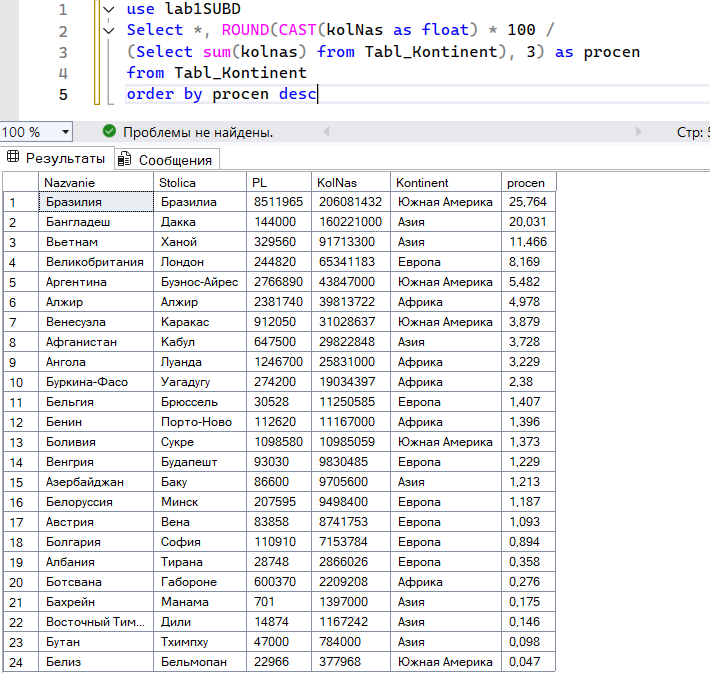 1 use lab1SUBD
2 Select *, ROUND(CAST(kolNas as float) * 100 /
3 (Select sum(kolnas) from Tabl_Kontinent), 3) as procen
4 from Tabl_Kontinent
5 order by procen desc
100 % Проблемы не найдены. Стр: 5
Результаты Сообщения
Nazvanie Stolica PL KolNas Kontinent procen
1 Бразилия Бразилиа 8511965 206081432 Южная Америка 25,764
2 Бангладеш Дакка 144000 160221000 Азия 20,031
3 Вьетнам Ханой 329560 91713300 Азия 11,466
4 Великобритания Лондон 244820 65341183 Европа 8,169
5 Аргентина Буэнос-Айрес 2766890 43847000 Южная Америка 5,482
6 Алжир Алжир 2381740 39813722 Африка 4,978
7 Венесуэла Каракас 912050 31028637 Южная Америка 3,879
8 Афганистан Кабул 647500 29822848 Азия 3,728
9 Ангола Луанда 1246700 25831000 Африка 3,229
10 Буркина-Фасо Уагадугу 274200 19034397 Африка 2,38
11 Бельгия Брюссель 30528 11250585 Европа 1,407
12 Бенин Порто-Ново 112620 11167000 Африка 1,396
13 Боливия Сукре 1098580 10985059 Южная Америка 1,373
14 Венгрия Будапешт 93030 9830485 Европа 1,229
15 Азербайджан Баку 86600 9705600 Азия 1,213
16 Белоруссия Минск 207595 9498400 Европа 1,187
17 Австрия Вена 83858 8741753 Европа 1,093
18 Болгария София 110910 7153784 Европа 0,894
19 Албания Тирана 28748 2866026 Европа 0,358
20 Ботсвана Габороне 600370 2209208 Африка 0,276
21 Бахрейн Манама 701 1397000 Азия 0,175
22 Восточный Тим... Дили 14874 1167242 Азия 0,146
23 Бутан Тхимпху 47000 784000 Азия 0,098
24 Белиз Бельмопан 22966 377968 Южная Америка 0,047